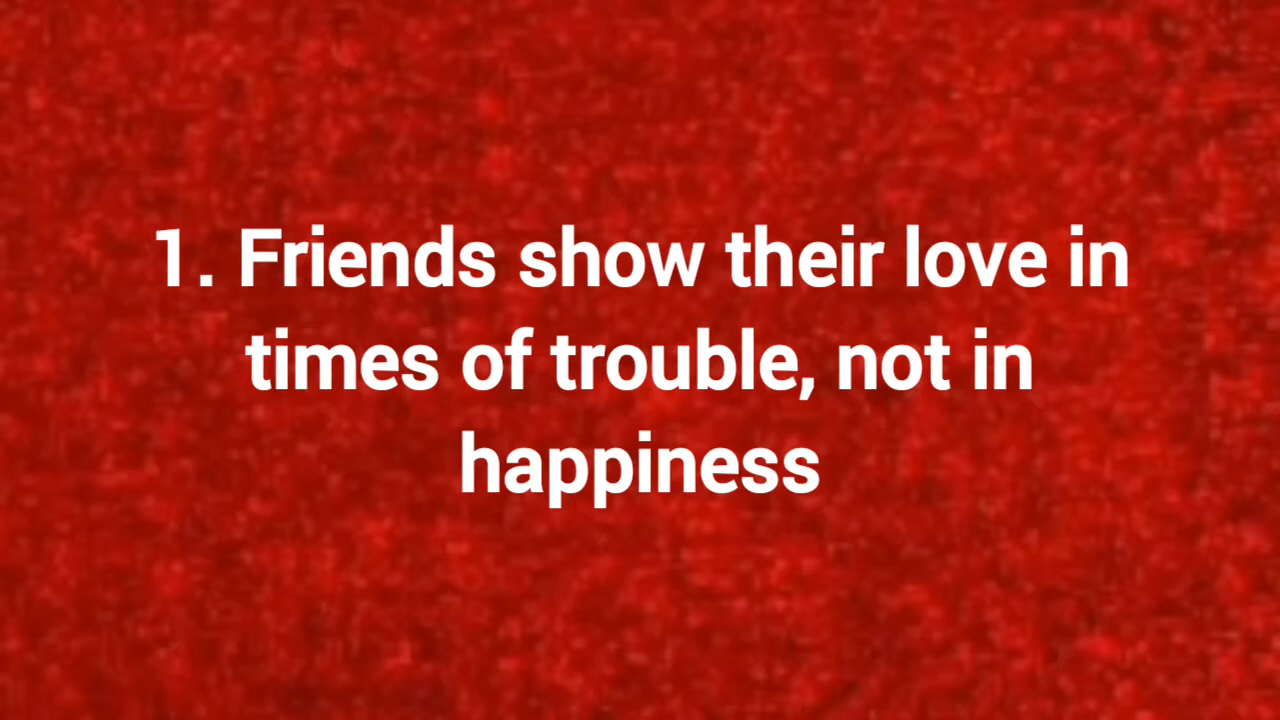 1. Friends show their love in
times of trouble, not in
happiness